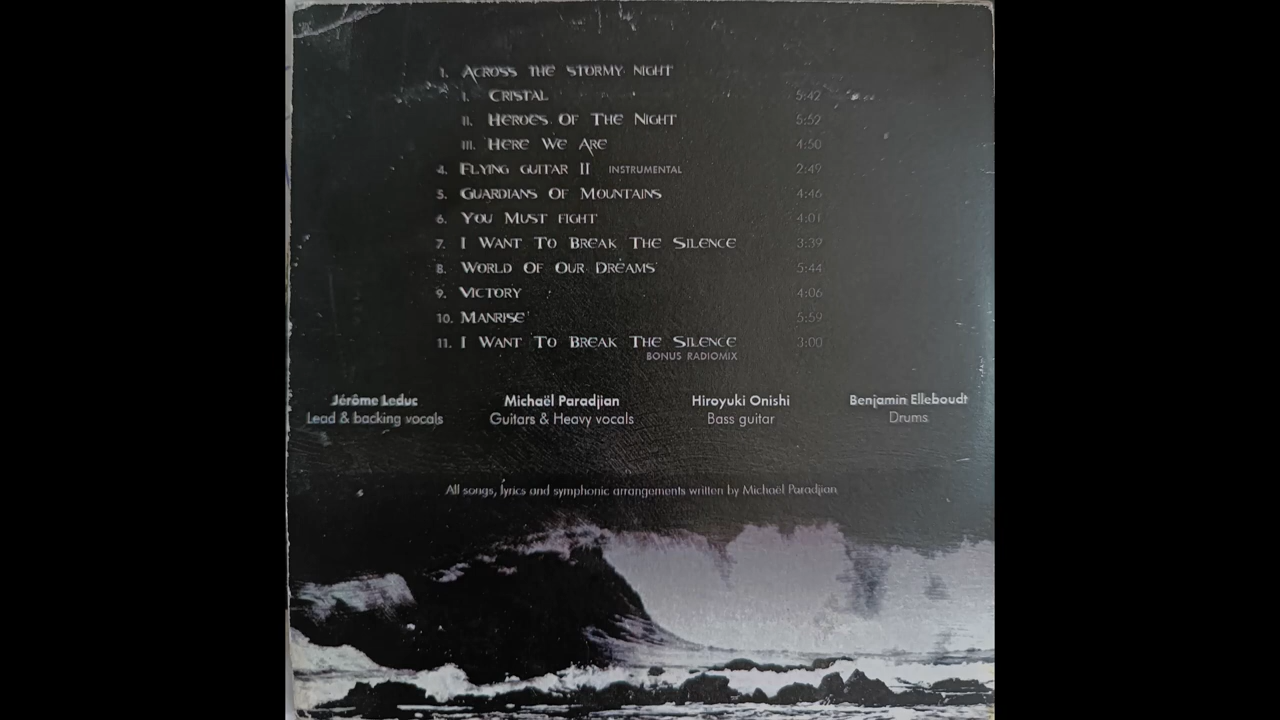 1. Across the stormy night
I. Cristal 5:42
II. Heroes Of The Night 5:52
III. Here We Are 4:50
4. Flying guitar II instrumental 2:49
5. Guardians Of Mountains 4:46
6. You Must fight 4:01
7. I Want To Break The Silence 3:39
8. World Of Our Dreams 5:44
9. Victory 4:06
10. Manrise 5:59
11. I Want To Break The Silence 3:00
bonus radiomix
Jérôme Leduc Michaël Paradjian Hiroyuki Onishi Benjamin Elleboudt
Lead & backing vocals Guitars & Heavy vocals Bass guitar Drums
All songs, lyrics and symphonic arrangements written by Michaël Paradjian